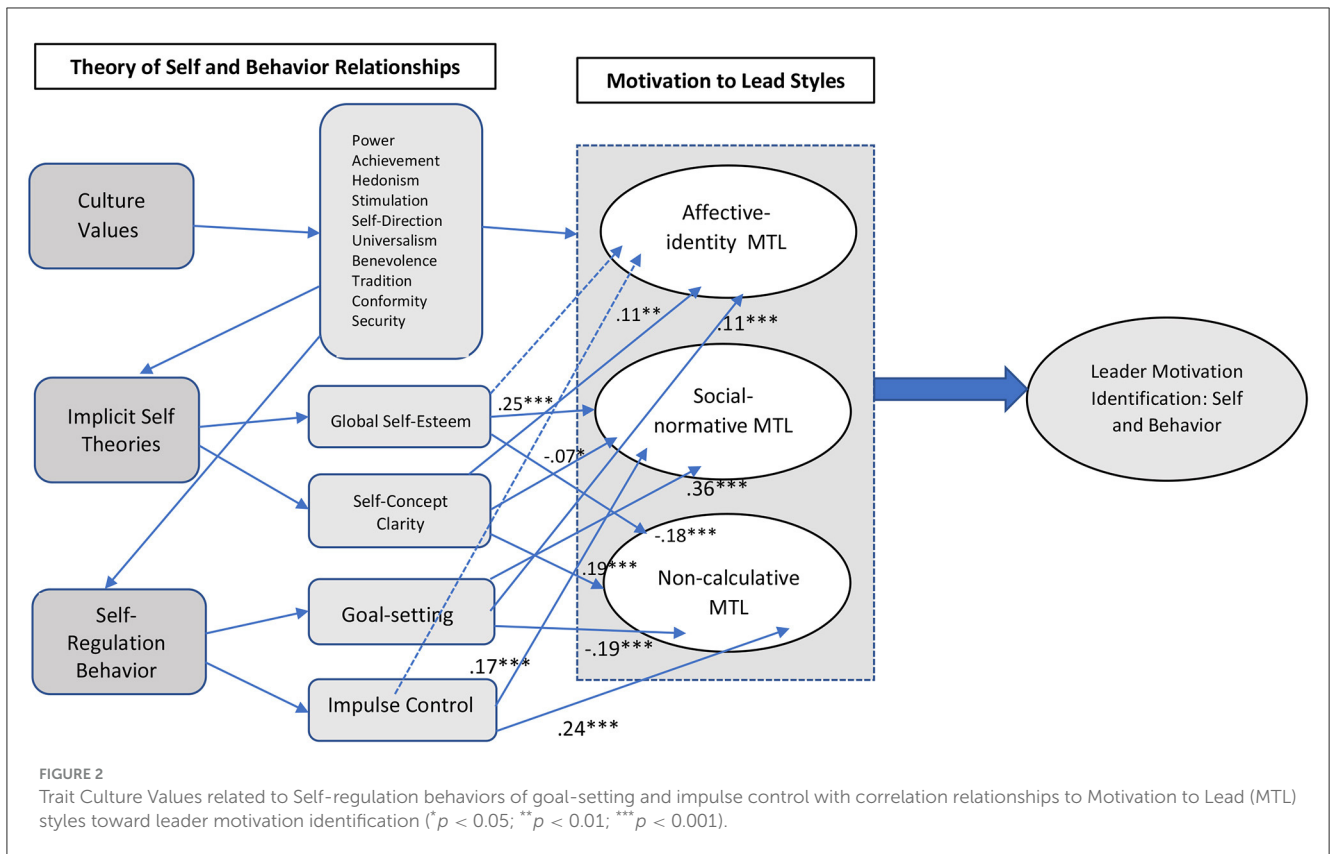 Theory of Self and Behavior Relationships
Motivation to Lead Styles
Culture
Values
Power
Achievement
Hedonism
Stimulation
Self-Direction
Universalism
Benevolence
Tradition
Conformity
Security
Affective-
identity MTL
.11**
.11***
Implicit Self
Theories
Global Self-Esteem
.25***
Social-
normative MTL
Leader Motivation
Identification: Self
and Behavior
-.07*
.36***
Self-Concept
Clarity
-.18***
.19***
Non-calculative
MTL
Self-
Regulation
Behavior
Goal-setting
-.19***
.17***
Impulse Control
.24***
FIGURE 2
Trait Culture Values related to Self-regulation behaviors of goal-setting and impulse control with correlation relationships to Motivation to Lead (MTL)
styles toward leader motivation identification (*p < 0.05; **p < 0.01; ***p < 0.001).